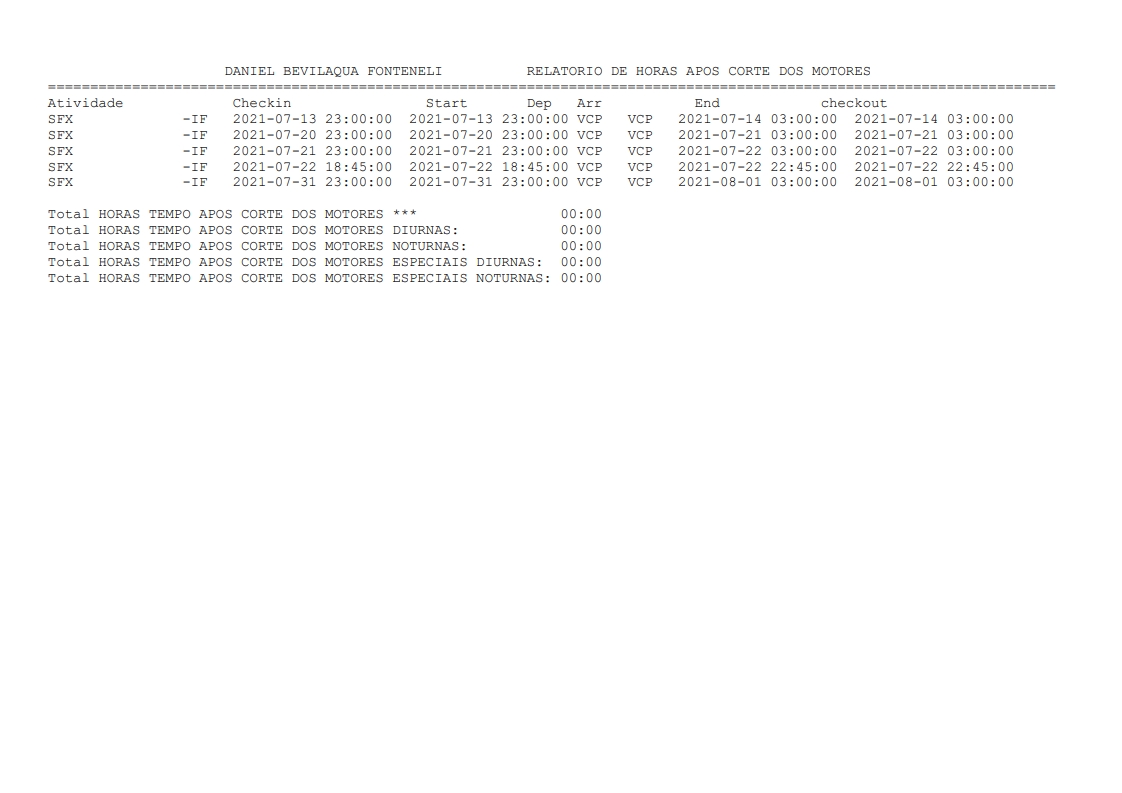 DANIEL BEVILAQUA FONTENELI          RELATORIO DE HORAS APOS CORTE DOS MOTORES
========================================================================================================================
Atividade             Checkin                Start       Dep   Arr           End            checkout
SFX             -IF   2021-07-13 23:00:00  2021-07-13 23:00:00 VCP   VCP   2021-07-14 03:00:00  2021-07-14 03:00:00
SFX             -IF   2021-07-20 23:00:00  2021-07-20 23:00:00 VCP   VCP   2021-07-21 03:00:00  2021-07-21 03:00:00
SFX             -IF   2021-07-21 23:00:00  2021-07-21 23:00:00 VCP   VCP   2021-07-22 03:00:00  2021-07-22 03:00:00
SFX             -IF   2021-07-22 18:45:00  2021-07-22 18:45:00 VCP   VCP   2021-07-22 22:45:00  2021-07-22 22:45:00
SFX             -IF   2021-07-31 23:00:00  2021-07-31 23:00:00 VCP   VCP   2021-08-01 03:00:00  2021-08-01 03:00:00
Total HORAS TEMPO APOS CORTE DOS MOTORES ***                 00:00
Total HORAS TEMPO APOS CORTE DOS MOTORES DIURNAS:            00:00
Total HORAS TEMPO APOS CORTE DOS MOTORES NOTURNAS:           00:00
Total HORAS TEMPO APOS CORTE DOS MOTORES ESPECIAIS DIURNAS:  00:00
Total HORAS TEMPO APOS CORTE DOS MOTORES ESPECIAIS NOTURNAS: 00:00